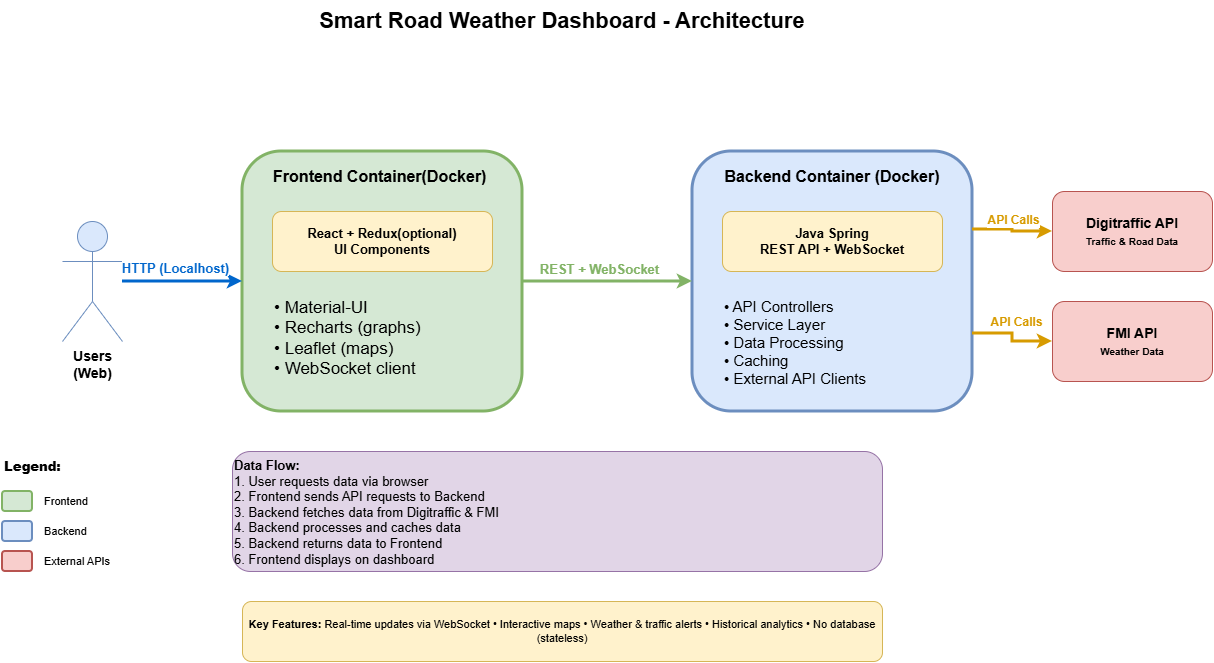 Smart Road Weather Dashboard - Architecture
Frontend Container(Docker)
React + Redux(optional)
UI Components
• Material-UI
• Recharts (graphs)
• Leaflet (maps)
• WebSocket client
Backend Container (Docker)
Java Spring
REST API + WebSocket
• API Controllers
• Service Layer
• Data Processing
• Caching
• External API Clients
HTTP (Localhost)
REST + WebSocket
API Calls
API Calls
Digitraffic API
Traffic & Road Data
FMI API
Weather Data
Users
(Web)
Legend:
Frontend
Backend
External APIs
Data Flow:
1. User requests data via browser
2. Frontend sends API requests to Backend
3. Backend fetches data from Digitraffic & FMI
4. Backend processes and caches data
5. Backend returns data to Frontend
6. Frontend displays on dashboard
Key Features: Real-time updates via WebSocket • Interactive maps • Weather & traffic alerts • Historical analytics • No database
(stateless)